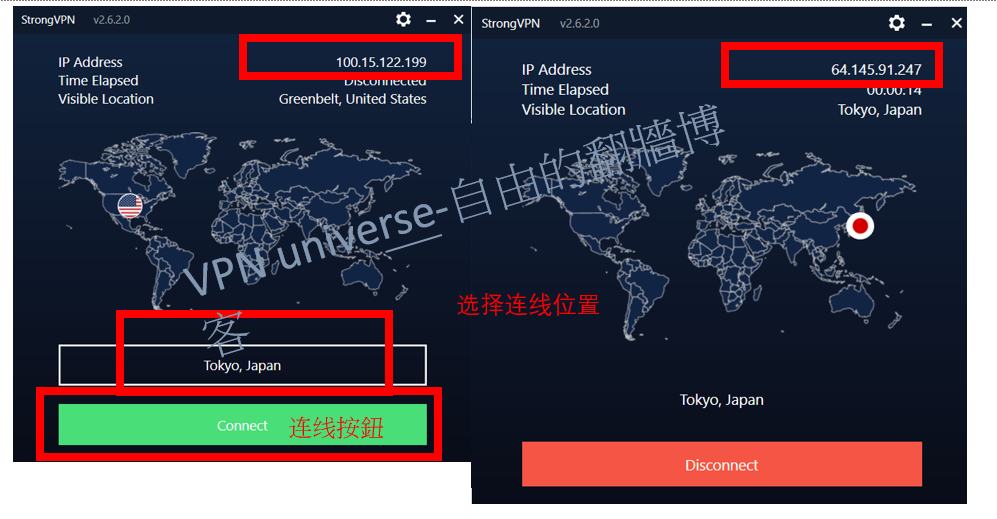 StrongVPN v2.6.2.0
IP Address 100.15.122.199
Time Elapsed Disconnected
Visible Location Greenbelt, United States
Tokyo, Japan
Connect
连线按鈕
StrongVPN v2.6.2.0
IP Address 64.145.91.247
Time Elapsed 00:00:14
Visible Location Tokyo, Japan
选择连线位置
Tokyo, Japan
Disconnect
VPN universe-自由的翻牆博
客